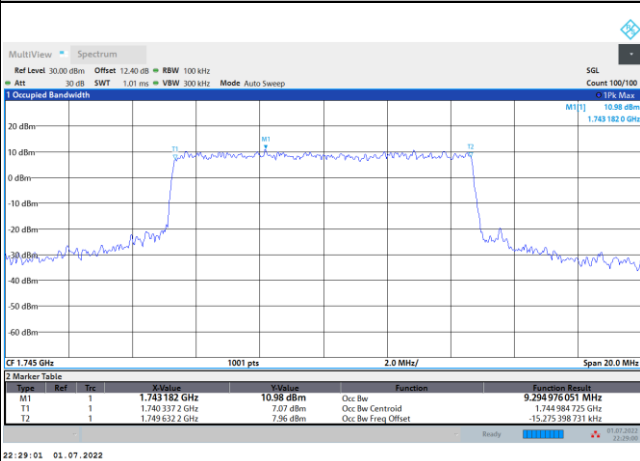 MultiView Spectrum
Ref Level 30.00 dBm Offset 12.40 dB RBW 100 kHz SGL
Att 30 dB SWT 1.01 ms VBW 300 kHz Mode Auto Sweep Count 100/100
1 Occupied Bandwidth 1Pk Max
M1[1] 10.98 dBm
1.743 182 0 GHz
20 dBm
M1
T1 T2
10 dBm
0 dBm
-10 dBm
-20 dBm
-30 dBm
-40 dBm
-50 dBm
-60 dBm
CF 1.745 GHz 1001 pts 2.0 MHz/ Span 20.0 MHz
2 Marker Table
Type Ref Trc X-Value Y-Value Function Function Result
M1 1 1.743 182 GHz 10.98 dBm Occ Bw 9.294 976 051 MHz
T1 1 1.740 337 2 GHz 7.07 dBm Occ Bw Centroid 1.744 984 725 GHz
T2 1 1.749 632 2 GHz 7.96 dBm Occ Bw Freq Offset -15.275 398 731 kHz
Ready 01.07.2022
22:29:00
22:29:01 01.07.2022